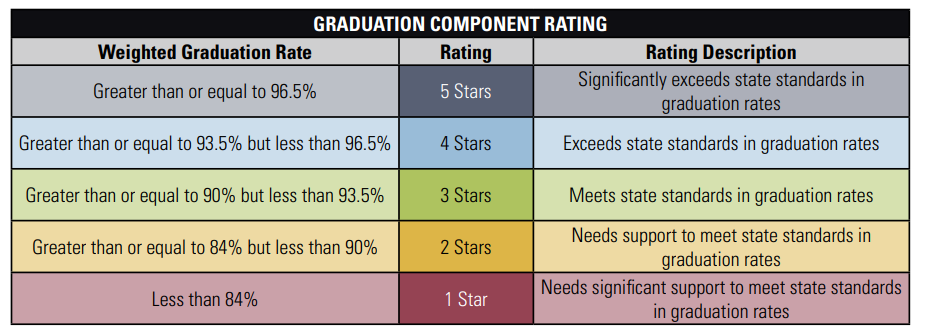 GRADUATION COMPONENT RATING
Weighted Graduation Rate Rating Rating Description
Greater than or equal to 96.5% 5 Stars Significantly exceeds state standards in
graduation rates
Greater than or equal to 93.5% but less than 96.5% 4 Stars Exceeds state standards in graduation rates
Greater than or equal to 90% but less than 93.5% 3 Stars Meets state standards in graduation rates
Greater than or equal to 84% but less than 90% 2 Stars Needs support to meet state standards in
graduation rates
Less than 84% 1 Star Needs significant support to meet state standards
in graduation rates